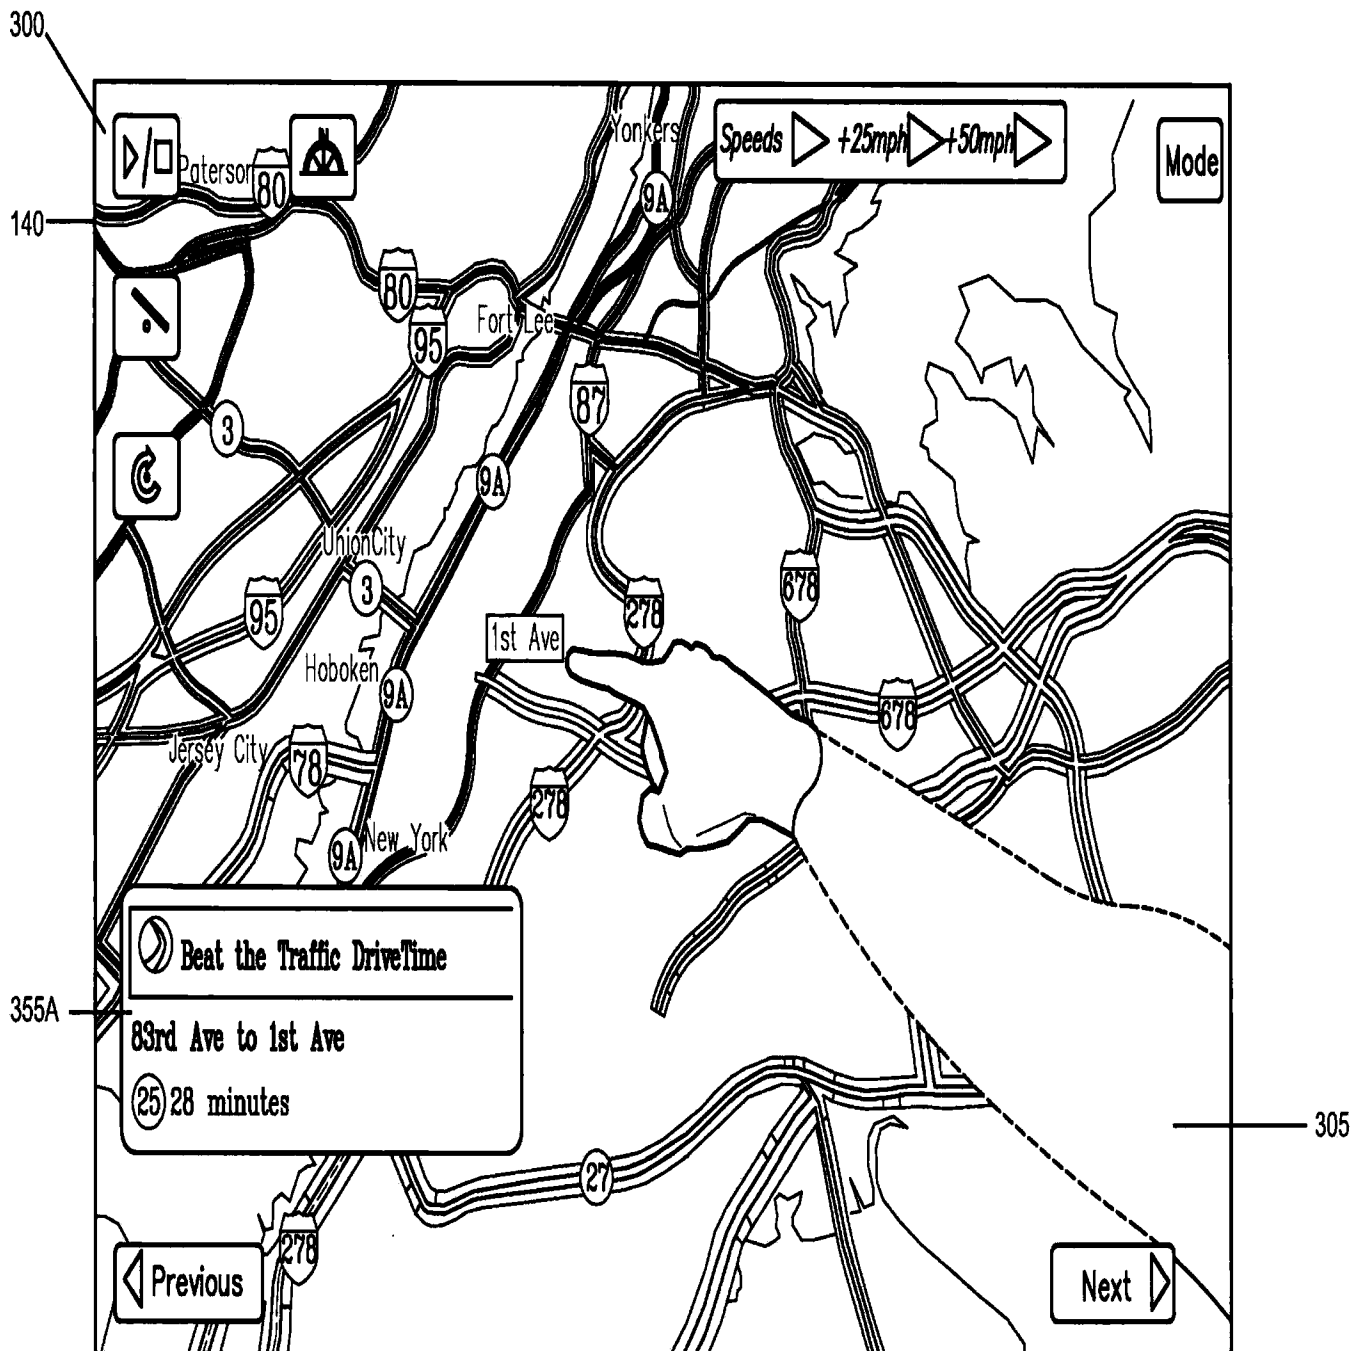 300
Yonkers
Speeds +25mph +50mph
Mode
N
Paterson
80
9A
140
80
Fort Lee
95
87
3
9A
UnionCity
3
95
678
278
1st Ave
Hoboken
9A
678
Jersey City
78
278
New York
9A
Beat the Traffic DriveTime
355A
83rd Ave to 1st Ave
25 28 minutes
305
27
278
Previous
Next